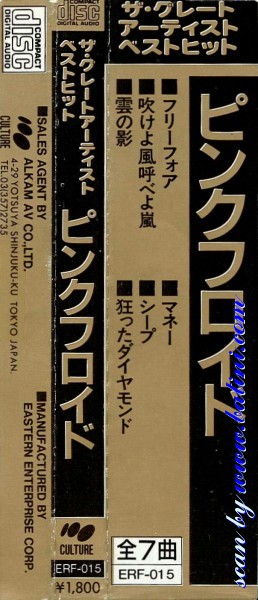 ザ・グレート
アーティスト
ベストヒット
ピンクフロイド
■フリーフォア
■吹けよ風呼べよ嵐
■雲の影
■マネー
■シープ
■狂ったダイヤモンド
全7曲
ERF-015
COMPACT
disc
DIGITAL AUDIO
ザ・グレートアーティスト
ベストヒット
ピンクフロイド
CULTURE
ERF-015
¥1,800
COMPACT
disc
DIGITAL AUDIO
CULTURE
■SALES AGENT BY
ALKAM AV CO.,LTD.
4-29 YOTSUYA SHINJUKU-KU TOKYO JAPAN.
TEL.03(357)2735
■MANUFACTURED BY
EASTERN ENTERPRISE CORP.
scan by www.batini.com